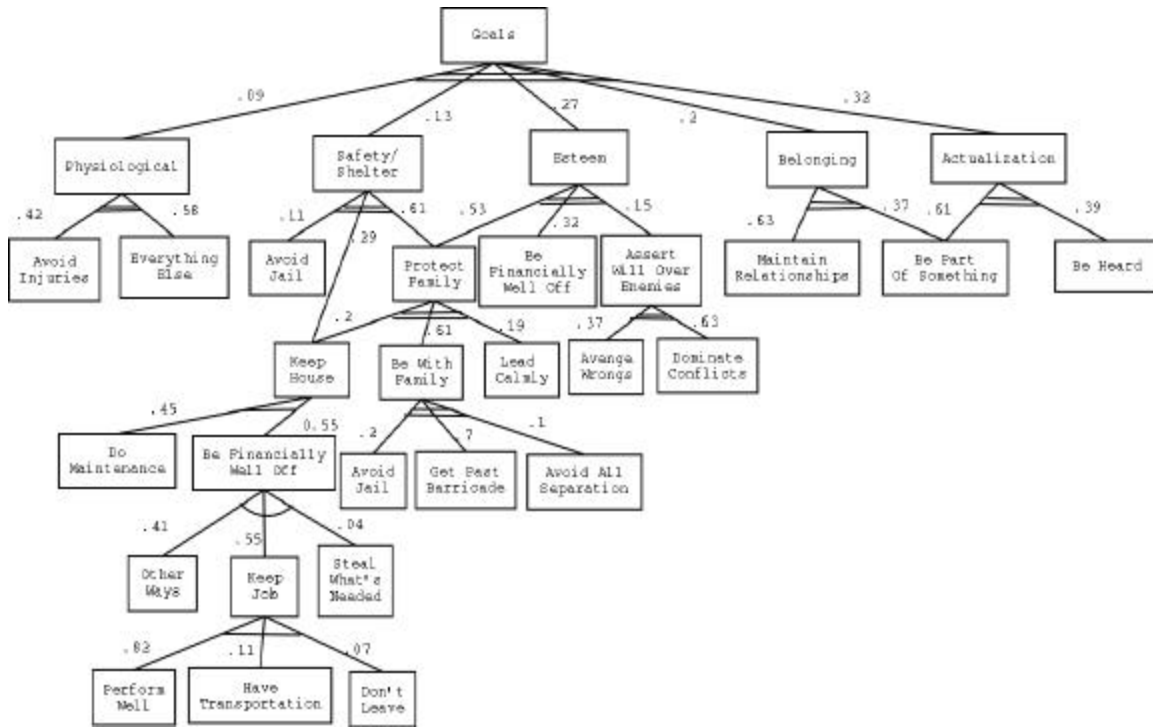 Goals
.09
.13
.27
.2
.32
Physiological
Safety/
Shelter
Esteem
Belonging
Actualization
.42
.58
.11
.29
.61
.53
.32
.15
.63
.37
.61
.39
Avoid
Injuries
Everything
Else
Avoid
Jail
Protect
Family
Be
Financially
Well Off
Assert
Will Over
Enemies
Maintain
Relationships
Be Part
Of Something
Be Heard
.2
.61
.19
.37
.63
Keep
House
Be With
Family
Lead
Calmly
Avenge
Wrongs
Dominate
Conflicts
.45
0.55
.2
.7
.1
Do
Maintenance
Be Financially
Well Off
Avoid
Jail
Get Past
Barricade
Avoid All
Separation
.41
.55
.04
Other
Ways
Keep
Job
Steal
What's
Needed
.82
.11
.07
Perform
Well
Have
Transportation
Don't
Leave